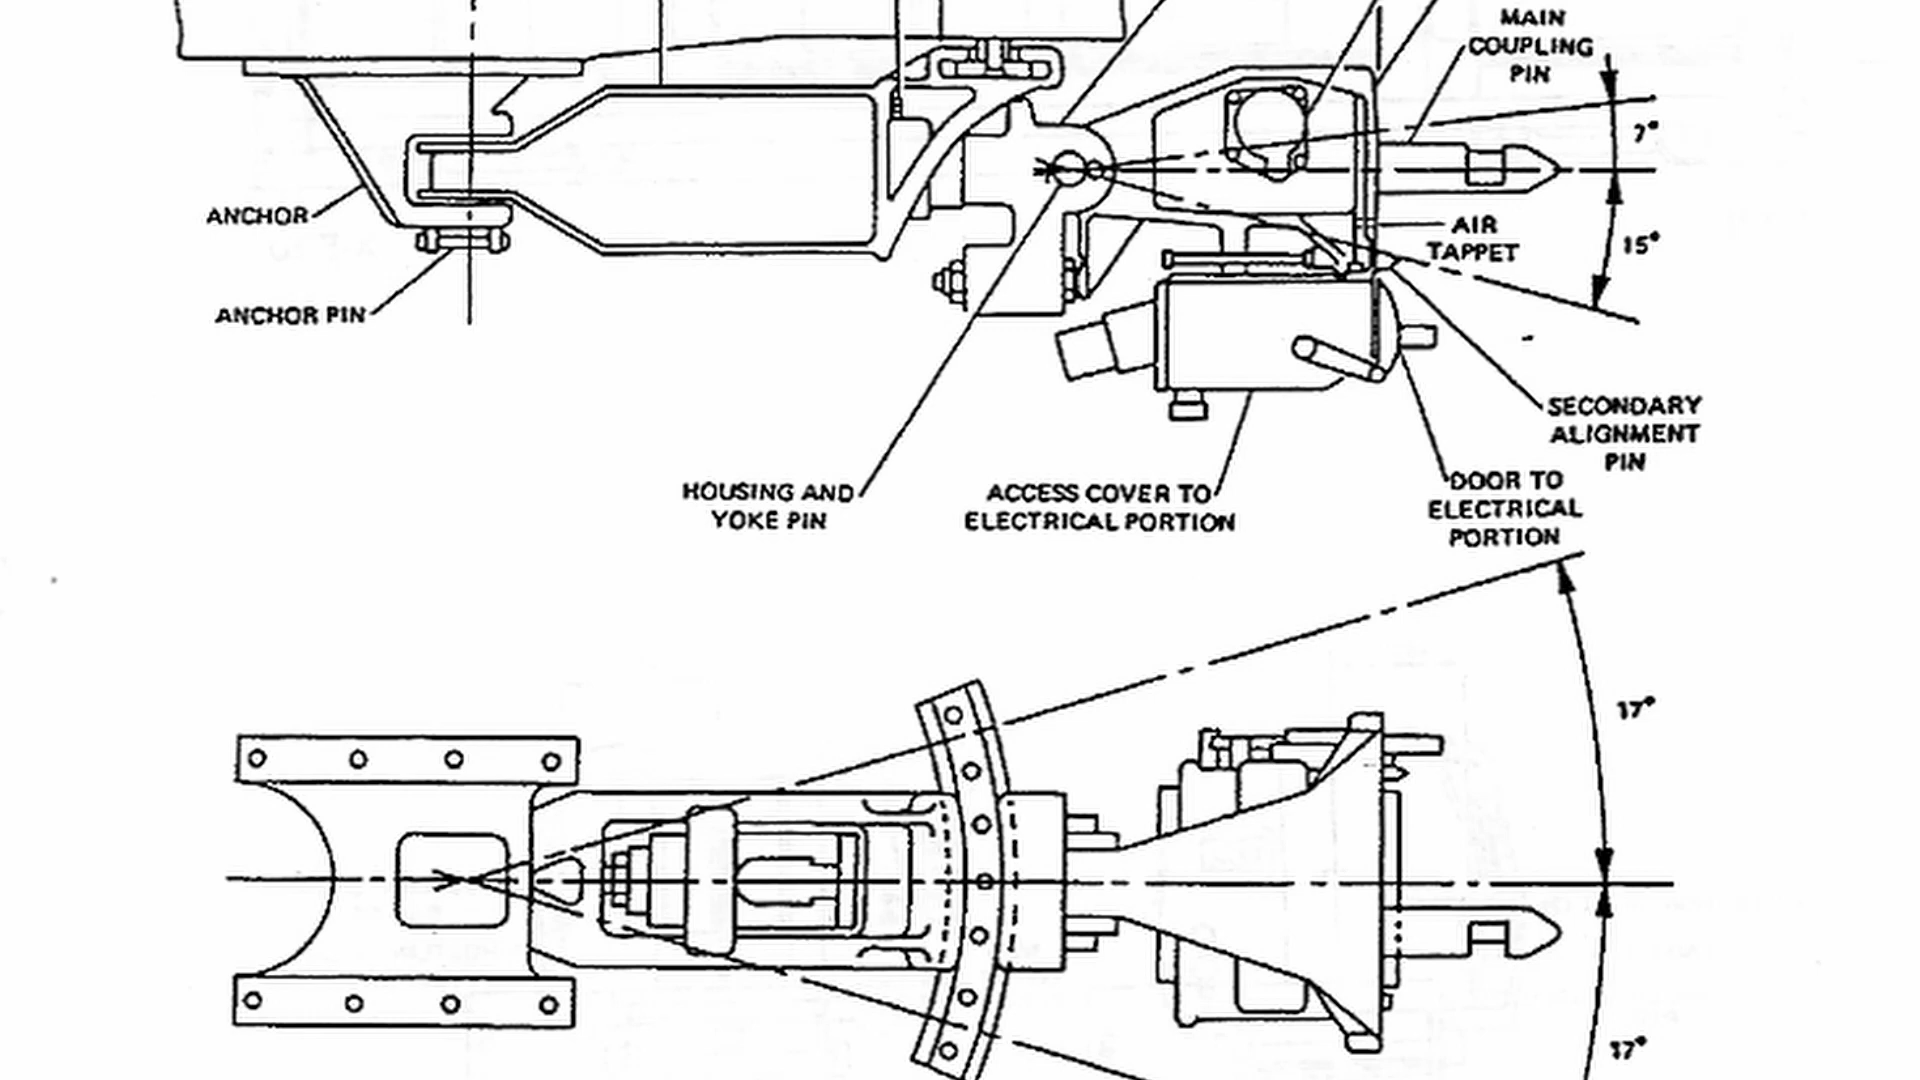 MAIN
COUPLING
PIN
7°
ANCHOR
AIR
TAPPET
15°
ANCHOR PIN
SECONDARY
ALIGNMENT
PIN
HOUSING AND
YOKE PIN
ACCESS COVER TO
ELECTRICAL PORTION
DOOR TO
ELECTRICAL
PORTION
17°
17°